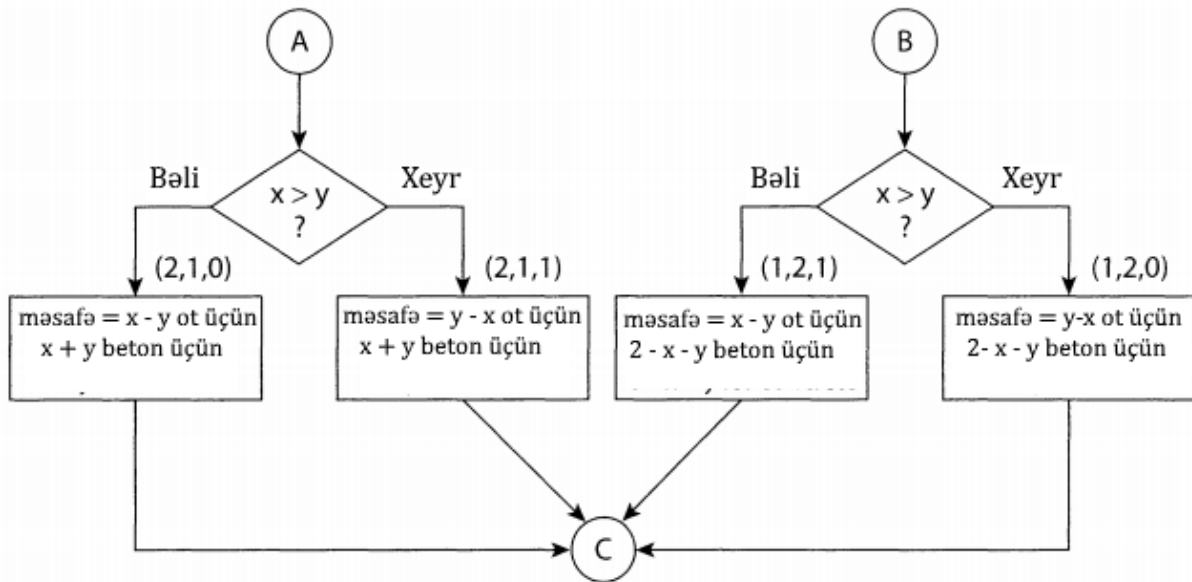 A
B
Bəli
x > y
?
Xeyr
Bəli
x > y
?
Xeyr
(2,1,0)
(2,1,1)
(1,2,1)
(1,2,0)
məsafə = x - y ot üçün
x + y beton üçün
məsafə = y - x ot üçün
x + y beton üçün
məsafə = x - y ot üçün
2 - x - y beton üçün
məsafə = y-x ot üçün
2- x - y beton üçün
C